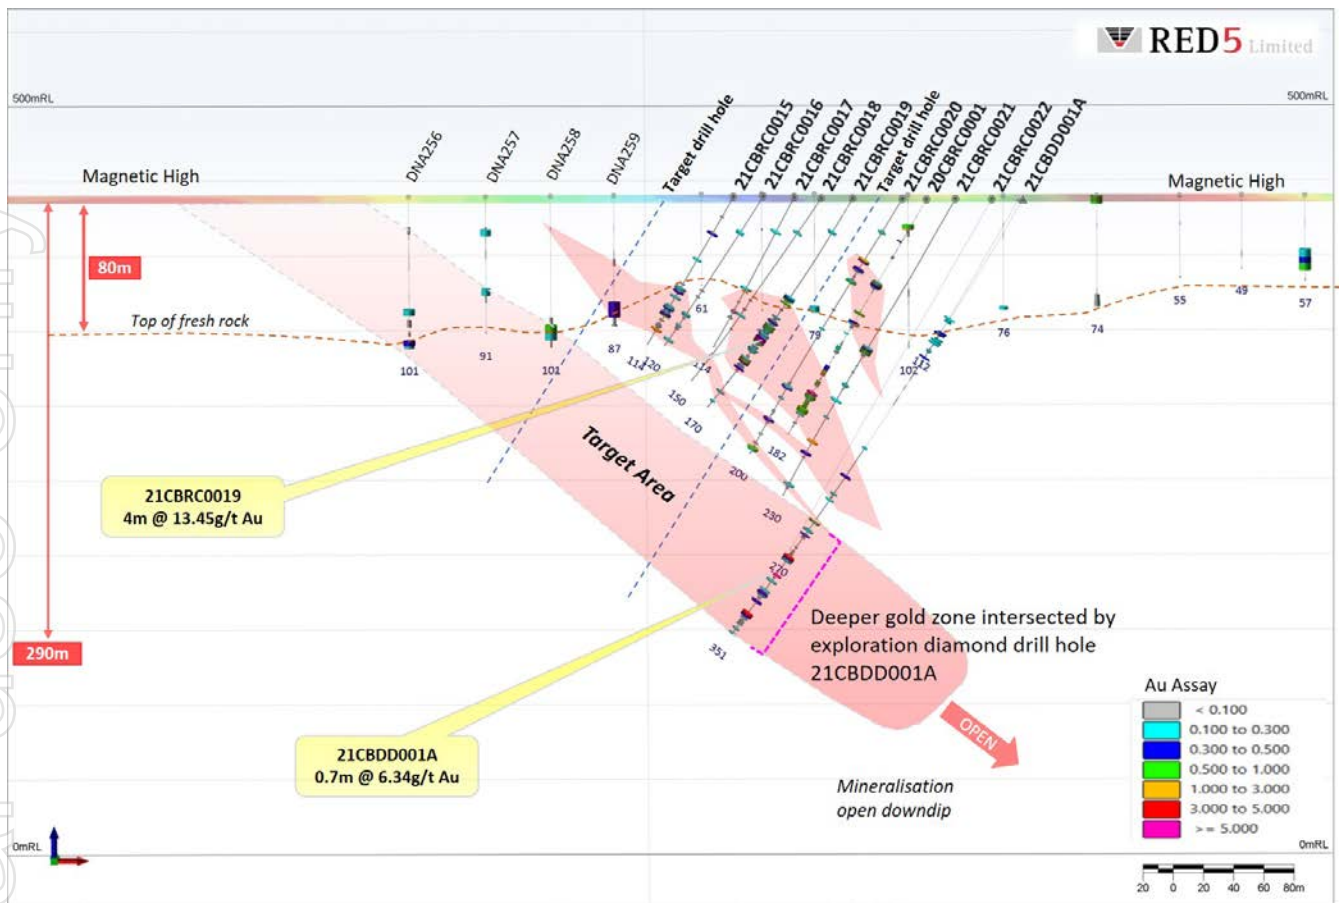 RED5 Limited
500mRL
500mRL
DNA256
DNA257
DNA258
DNA259
Target drill hole
21CBRC0015
21CBRC0016
21CBRC0017
21CBRC0018
21CBRC0019
Target drill hole
21CBRC0020
20CBRC0001
21CBRC0021
21CBRC0022
21CBDD001A
Magnetic High
Magnetic High
80m
Top of fresh rock
61
79
55
49
57
76
74
101
91
101
87
114
120
114
102
112
150
170
182
200
230
270
351
Target Area
21CBRC0019
4m @ 13.45g/t Au
290m
Deeper gold zone intersected by
exploration diamond drill hole
21CBDD001A
21CBDD001A
0.7m @ 6.34g/t Au
OPEN
Mineralisation
open downdip
Au Assay
< 0.100
0.100 to 0.300
0.300 to 0.500
0.500 to 1.000
1.000 to 3.000
3.000 to 5.000
>= 5.000
0mRL
0mRL
20 0 20 40 60 80m